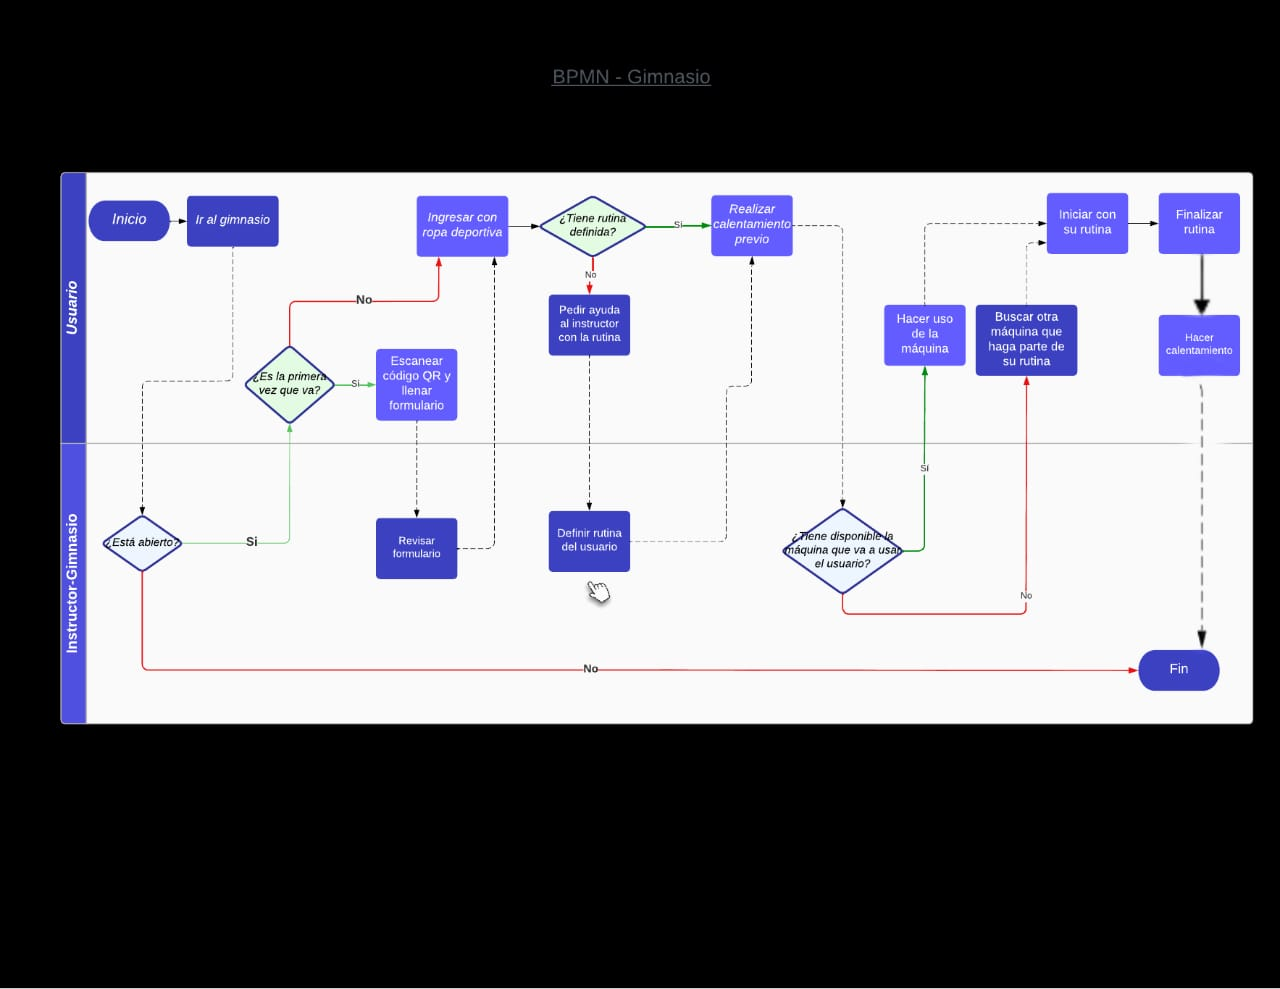 BPMN - Gimnasio
Usuario
Inicio
Ir al gimnasio
Ingresar con
ropa deportiva
¿Tiene rutina
definida?
Si
Realizar
calentamiento
previo
Iniciar con
su rutina
Finalizar
rutina
No
No
Pedir ayuda
al instructor
con la rutina
Hacer uso
de la
máquina
Buscar otra
máquina que
haga parte de
su rutina
Hacer
calentamiento
¿Es la primera
vez que va?
Si
Escanear
código QR y
llenar
formulario
Instructor-Gimnasio
Sí
¿Está abierto?
Si
Revisar
formulario
Definir rutina
del usuario
¿Tiene disponible la
máquina que va a usar
el usuario?
No
No
Fin